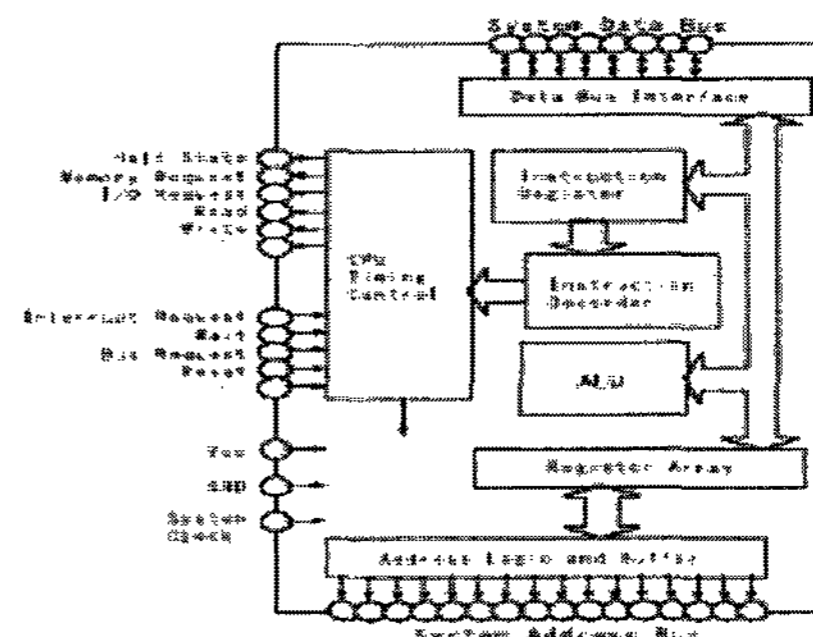 System Data Bus
Data Bus Interface
Halt State
Memory Request
I/O Request
Read
Write
Instruction
Register
CPU
Timing
Control
Instruction
Decoder
Interrupt Request
Wait
Bus Request
Reset
ALU
GND
Register Array
System
Clock
Address Logic and Buffer
System Address Bus